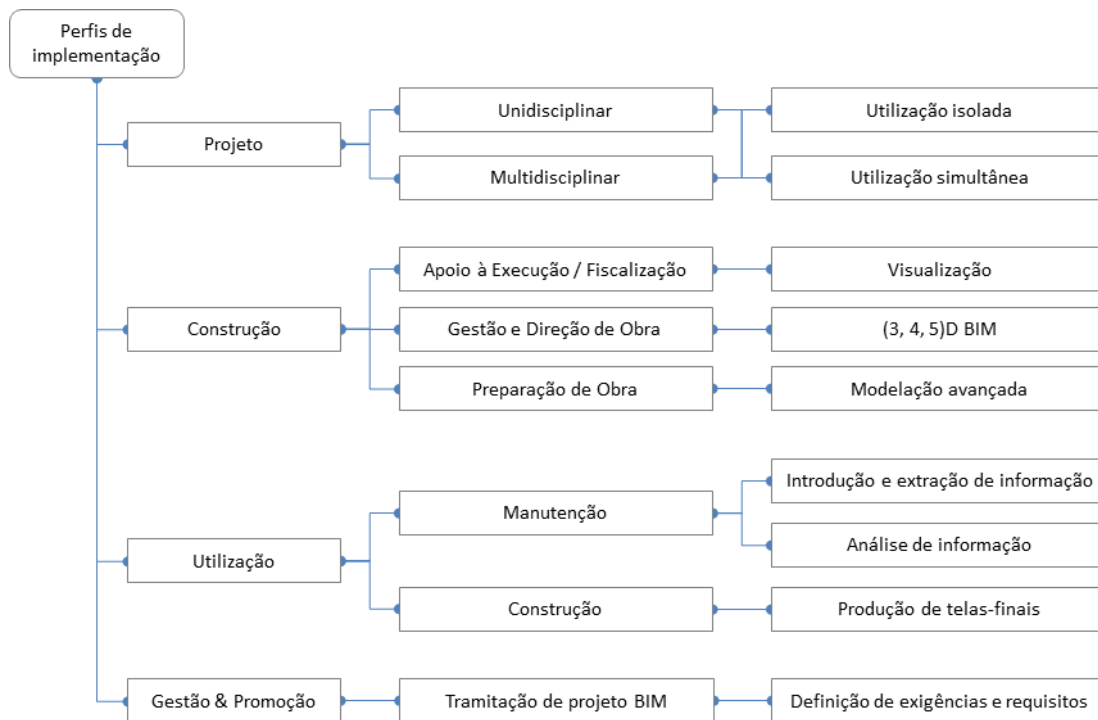 Perfis de
implementação
Projeto
Unidisciplinar
Utilização isolada
Multidisciplinar
Utilização simultânea
Construção
Apoio à Execução / Fiscalização
Visualização
Gestão e Direção de Obra
(3, 4, 5)D BIM
Preparação de Obra
Modelação avançada
Utilização
Manutenção
Introdução e extração de informação
Análise de informação
Construção
Produção de telas-finais
Gestão & Promoção
Tramitação de projeto BIM
Definição de exigências e requisitos